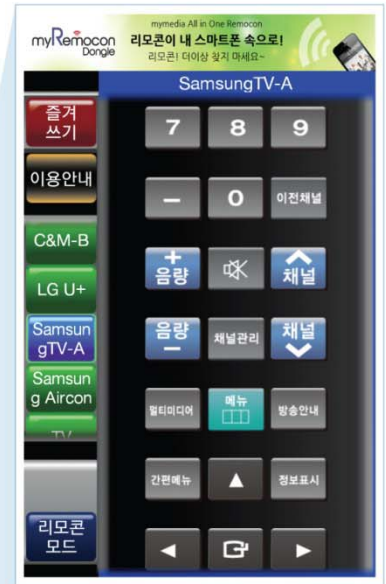 myRemocon
Dongle
mymedia All in One Remocon
리모콘이 내 스마트폰 속으로!
리모콘! 더이상 찾지 마세요~
SamsungTV-A
즐겨
쓰기
이용안내
C&M-B
LG U+
Samsun
gTV-A
Samsun
g Aircon
TV
리모콘
모드
7 8 9
- 0 이전채널
+
음량
채널
음량
-
채널관리
채널
멀티미디어
메뉴
방송안내
간편메뉴
정보표시